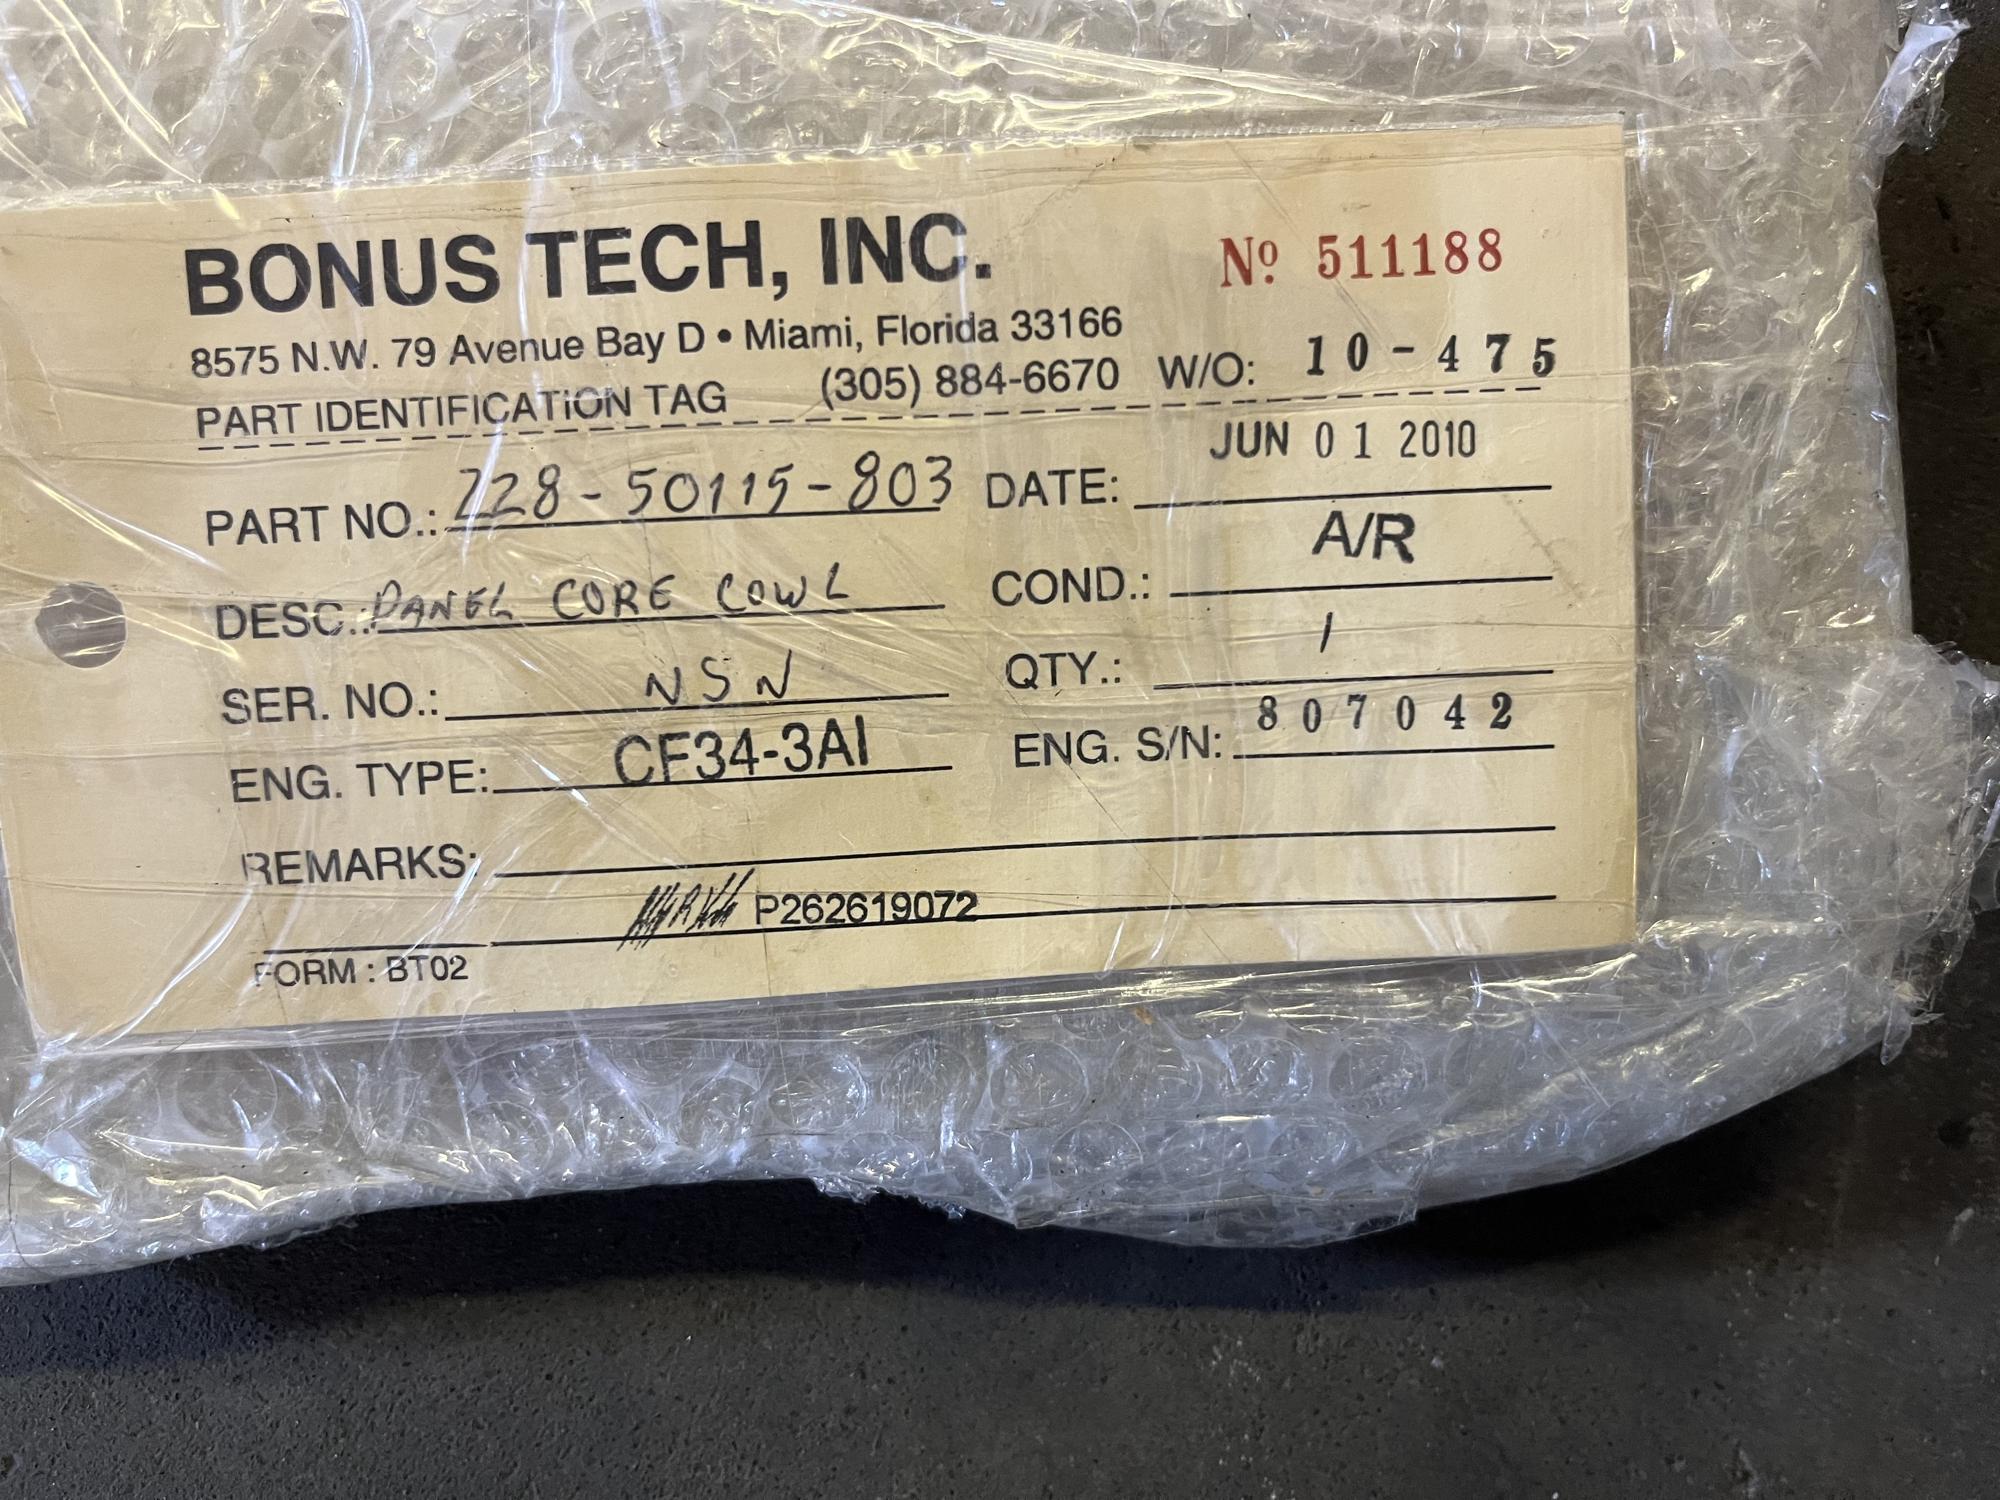 BONUS TECH, INC.
Nº 511188
8575 N.W. 79 Avenue Bay D • Miami, Florida 33166
PART IDENTIFICATION TAG (305) 884-6670 W/O: 10-475
PART NO.: 228-50115-803 DATE: JUN 01 2010
DESC.: PANEL CORE COWL COND.: A/R
SER. NO.: NSN QTY.: 1
ENG. TYPE: CF34-3A1 ENG. S/N: 807042
REMARKS:
P262619072
FORM : BT02